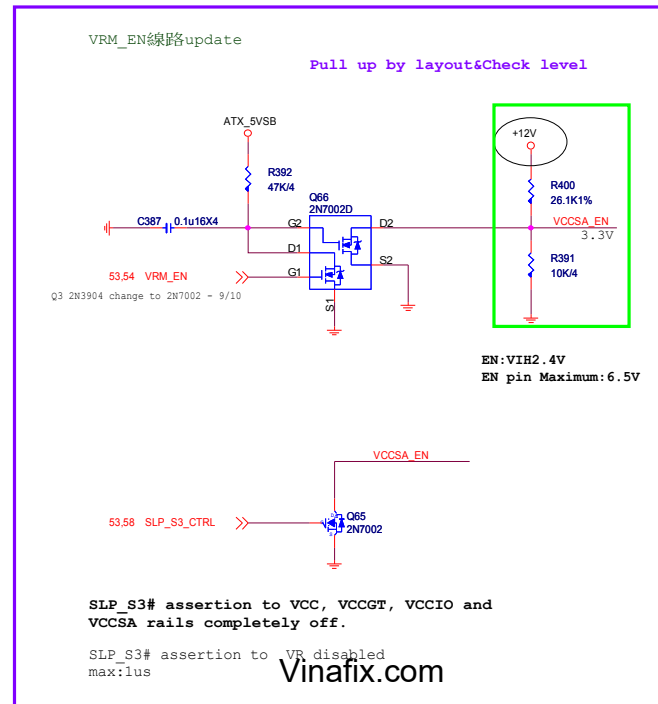 VRM_EN線路update
Pull up by layout&Check level
ATX_5VSB
+12V
R392
47K/4
Q66
2N7002D
R400
26.1K1%
C387
0.1u16X4
G2
D2
VCCSA_EN
3.3V
D1
R391
10K/4
53,54 VRM_EN
G1
S2
Q3 2N3904 change to 2N7002 - 9/10
S1
EN:VIH2.4V
EN pin Maximum:6.5V
VCCSA_EN
53,58 SLP_S3_CTRL
Q65
2N7002
SLP_S3# assertion to VCC, VCCGT, VCCIO and
VCCSA rails completely off.
SLP_S3# assertion to VR disabled
max:1us
Vinafix.com